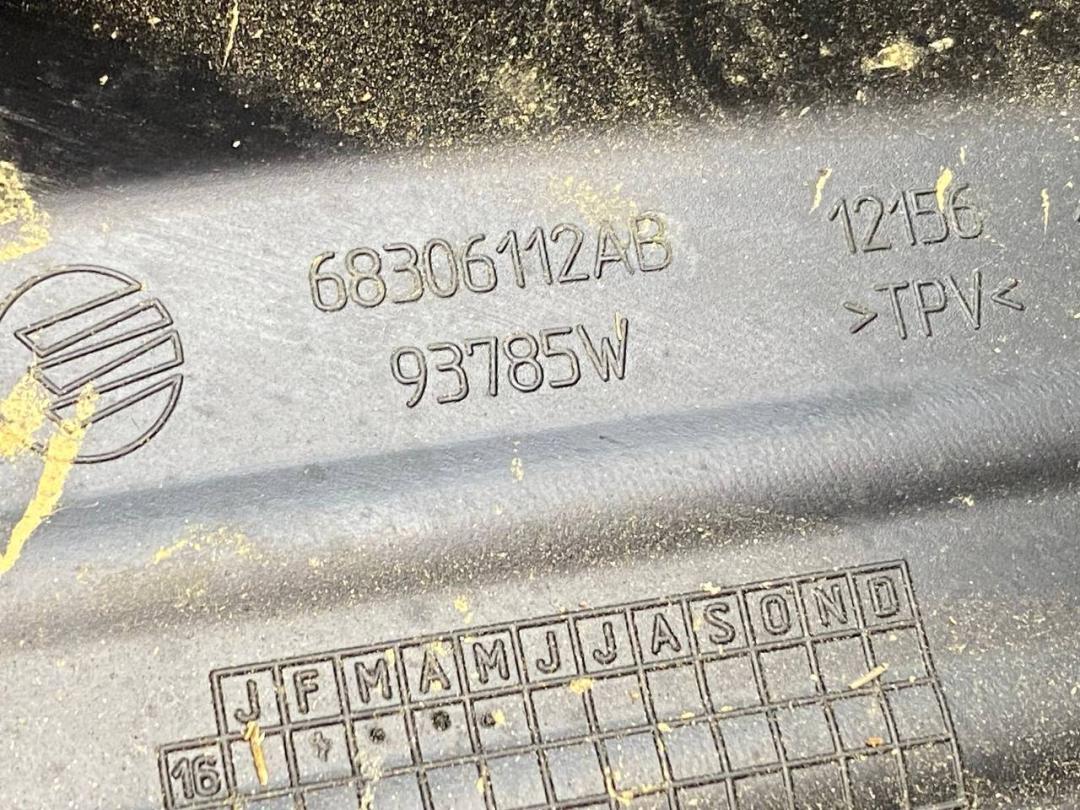 68306112AB
12156
93785W
>TPV<
J F M A M J J A S O N D
16